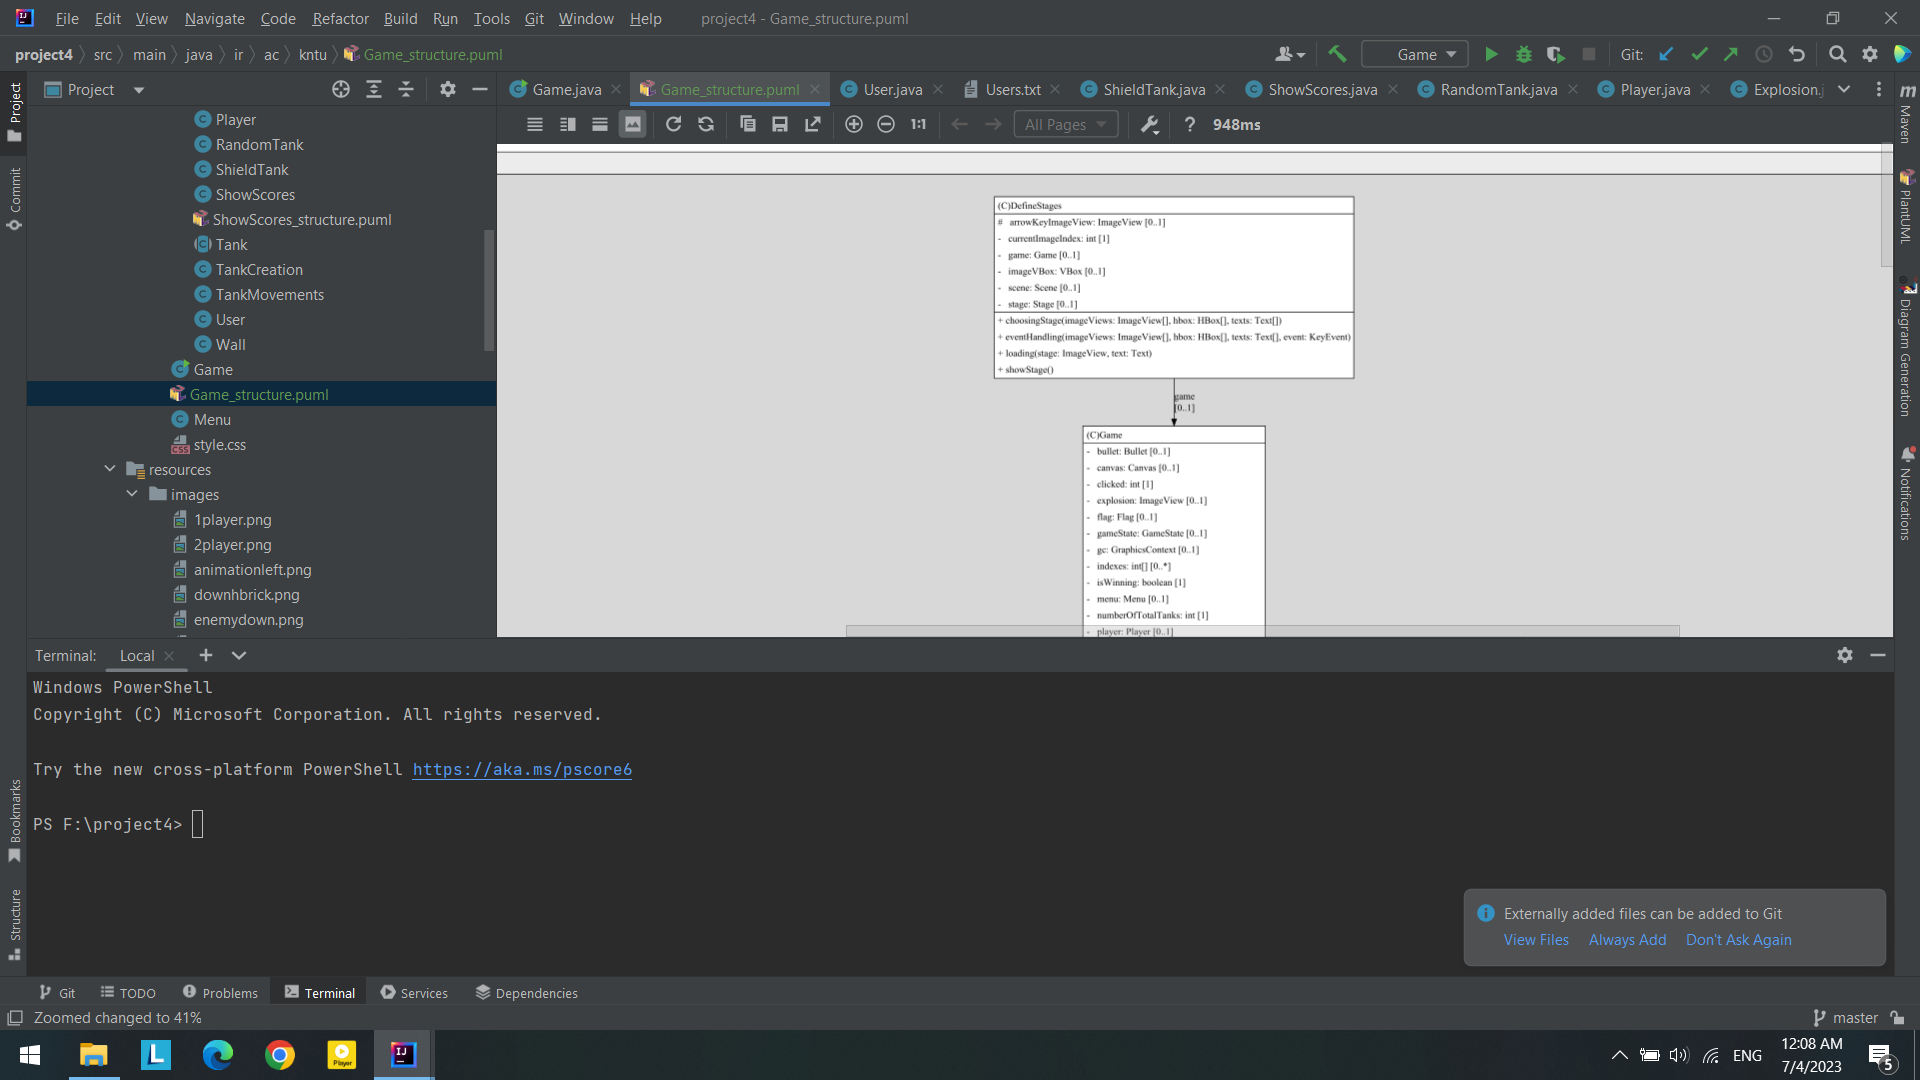 File Edit View Navigate Code Refactor Build Run Tools Git Window Help project4 - Game_structure.puml
project4 src main java ir ac kntu Game_structure.puml Game Git:
Project
Game.java Game_structure.puml User.java Users.txt ShieldTank.java ShowScores.java RandomTank.java Player.java Explosion.j
All Pages 1:1 ? 948ms
Player
RandomTank
ShieldTank
ShowScores
ShowScores_structure.puml
Tank
TankCreation
TankMovements
User
Wall
Game
Game_structure.puml
Menu
style.css
resources
images
1player.png
2player.png
animationleft.png
downhbrick.png
enemydown.png
(C)DefineStages
# arrowKeyImageView: ImageView [0..1]
- currentImageIndex: int [1]
- game: Game [0..1]
- imageVBox: VBox [0..1]
- scene: Scene [0..1]
- stage: Stage [0..1]
+ choosingStage(imageViews: ImageView[], hbox: HBox[], texts: Text[])
+ eventHandling(imageViews: ImageView[], hbox: HBox[], texts: Text[], event: KeyEvent)
+ loading(stage: ImageView, text: Text)
+ showStage()
game
[0..1]
(C)Game
- bullet: Bullet [0..1]
- canvas: Canvas [0..1]
- clicked: int [1]
- explosion: ImageView [0..1]
- flag: Flag [0..1]
- gameState: GameState [0..1]
- gc: GraphicsContext [0..1]
- indexes: int[] [0..*]
- isWinning: boolean [1]
- menu: Menu [0..1]
- numberOfTotalTanks: int [1]
- player: Player [0..1]
Project
Commit
Bookmarks
Structure
Maven
PlantUML
Diagram Generation
Notifications
Terminal: Local
Windows PowerShell
Copyright (C) Microsoft Corporation. All rights reserved.
Try the new cross-platform PowerShell https://aka.ms/pscore6
PS F:\project4>
Externally added files can be added to Git
View Files Always Add Don't Ask Again
Git TODO Problems Terminal Services Dependencies
Zoomed changed to 41% master
ENG 12:08 AM
7/4/2023
5